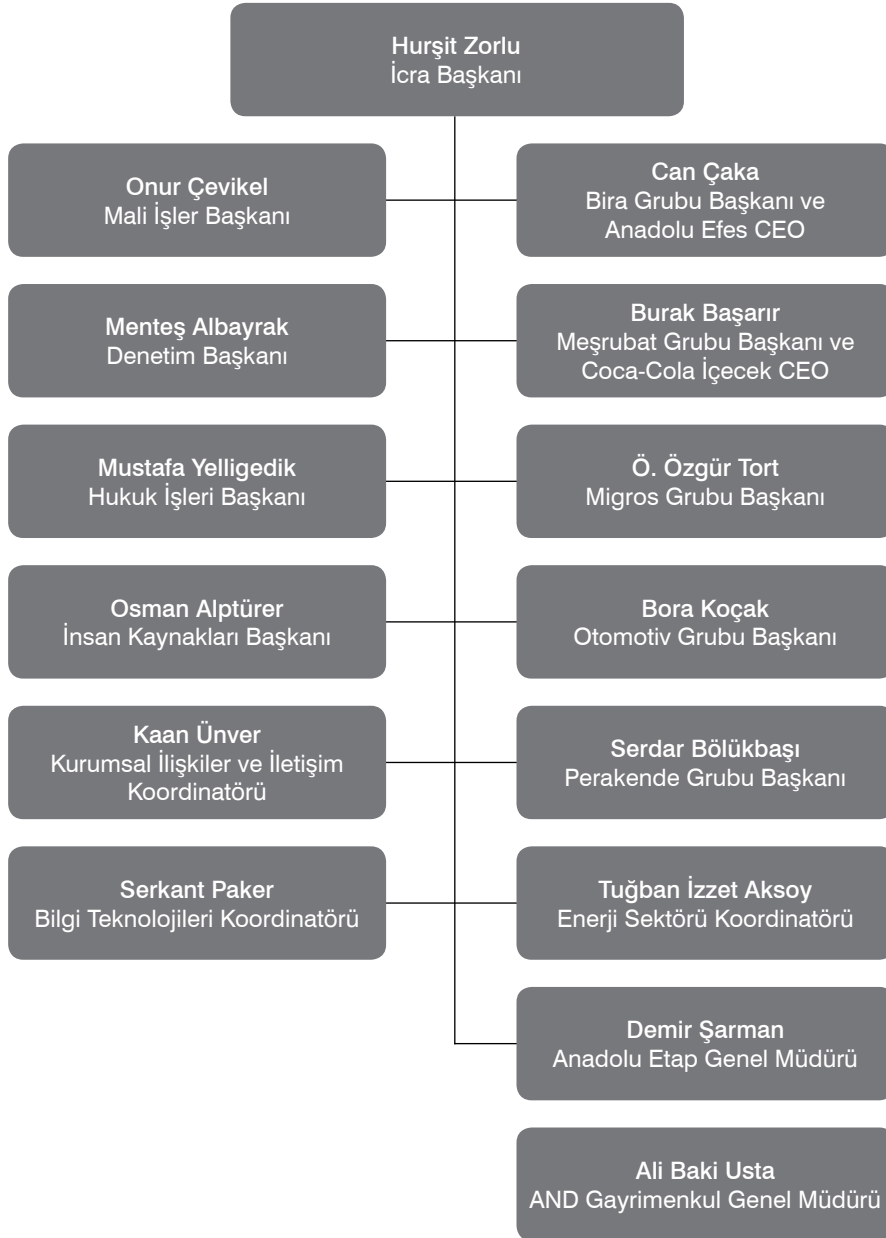 Hurşit Zorlu
İcra Başkanı
Onur Çevikel
Mali İşler Başkanı
Can Çaka
Bira Grubu Başkanı ve
Anadolu Efes CEO
Menteş Albayrak
Denetim Başkanı
Burak Başarır
Meşrubat Grubu Başkanı ve
Coca-Cola İçecek CEO
Mustafa Yelligedik
Hukuk İşleri Başkanı
Ö. Özgür Tort
Migros Grubu Başkanı
Osman Alptürer
İnsan Kaynakları Başkanı
Bora Koçak
Otomotiv Grubu Başkanı
Kaan Ünver
Kurumsal İlişkiler ve İletişim
Koordinatörü
Serdar Bölükbaşı
Perakende Grubu Başkanı
Serkant Paker
Bilgi Teknolojileri Koordinatörü
Tuğban İzzet Aksoy
Enerji Sektörü Koordinatörü
Demir Şarman
Anadolu Etap Genel Müdürü
Ali Baki Usta
AND Gayrimenkul Genel Müdürü